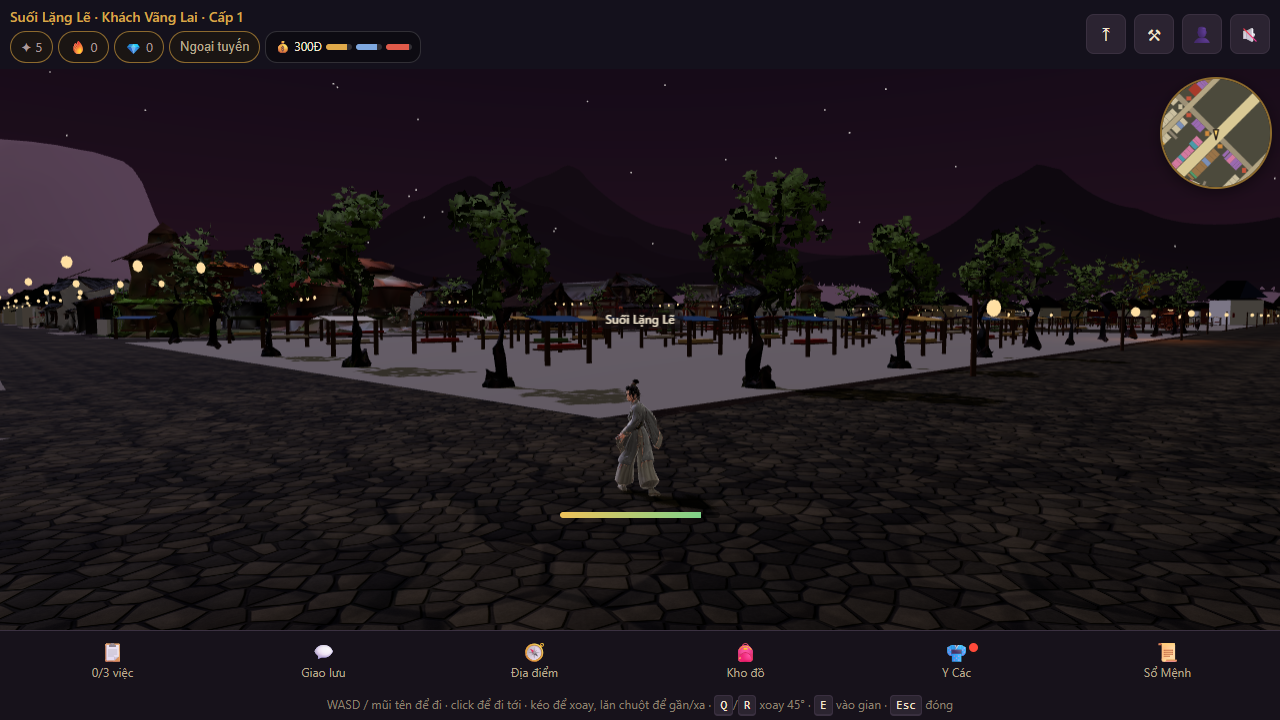 Suối Lặng Lẽ · Khách Vãng Lai · Cấp 1
5 0 0 Ngoại tuyến 300Đ
Suối Lặng Lẽ
0/3 việc Giao lưu Địa điểm Kho đồ Y Các Sổ Mệnh
WASD / mũi tên để đi · click để đi tới · kéo để xoay, lăn chuột để gần/xa · Q / R xoay 45° · E vào gian · Esc đóng